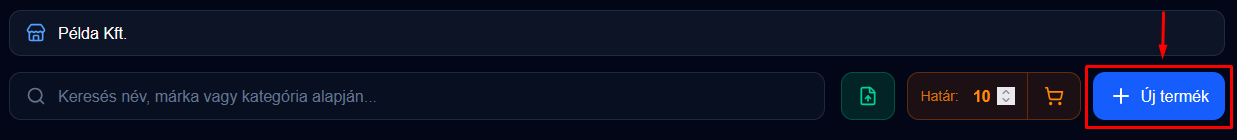 Példa Kft.
Keresés név, márka vagy kategória alapján...
Határ: 10
Új termék